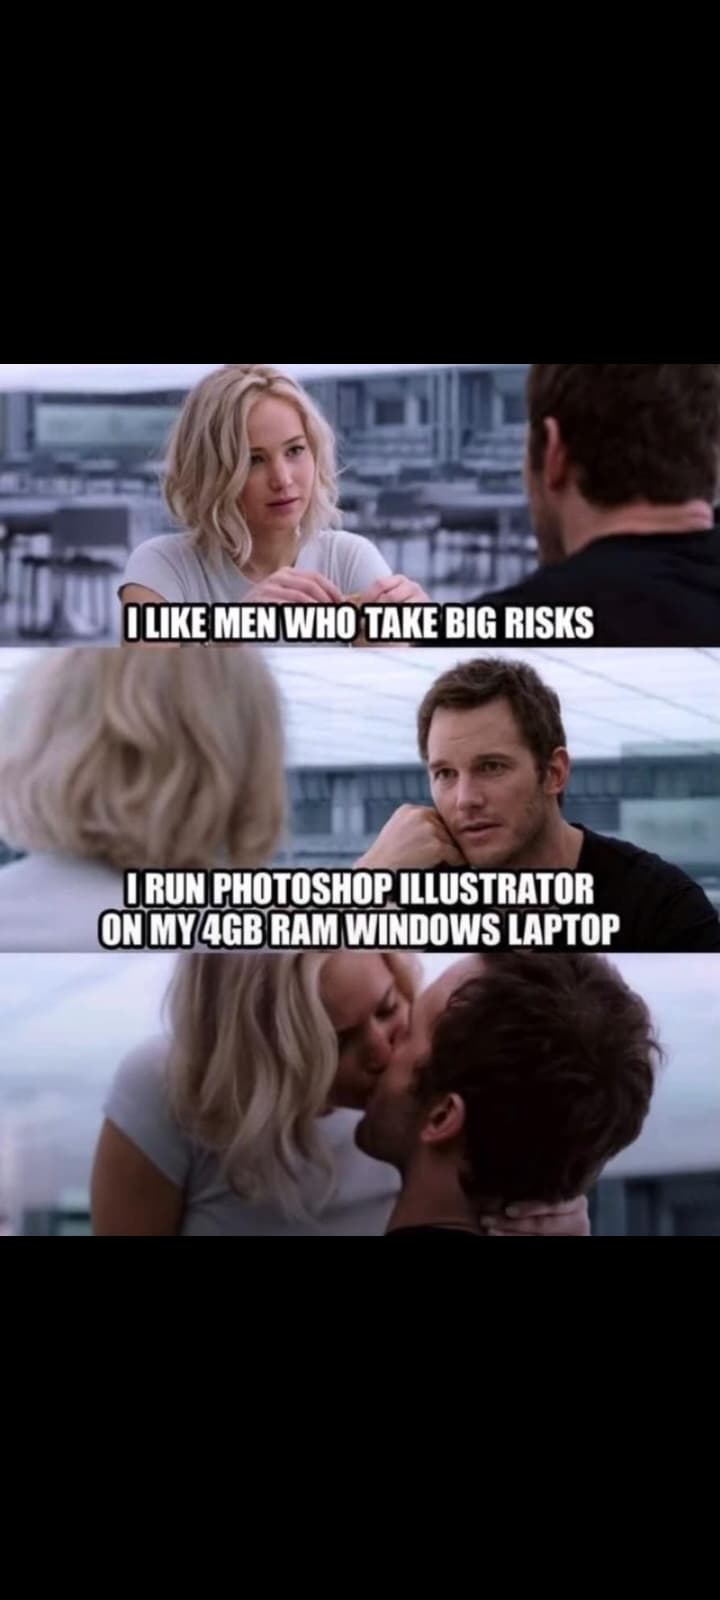 I LIKE MEN WHO TAKE BIG RISKS
I RUN PHOTOSHOP ILLUSTRATOR
ON MY 4GB RAM WINDOWS LAPTOP